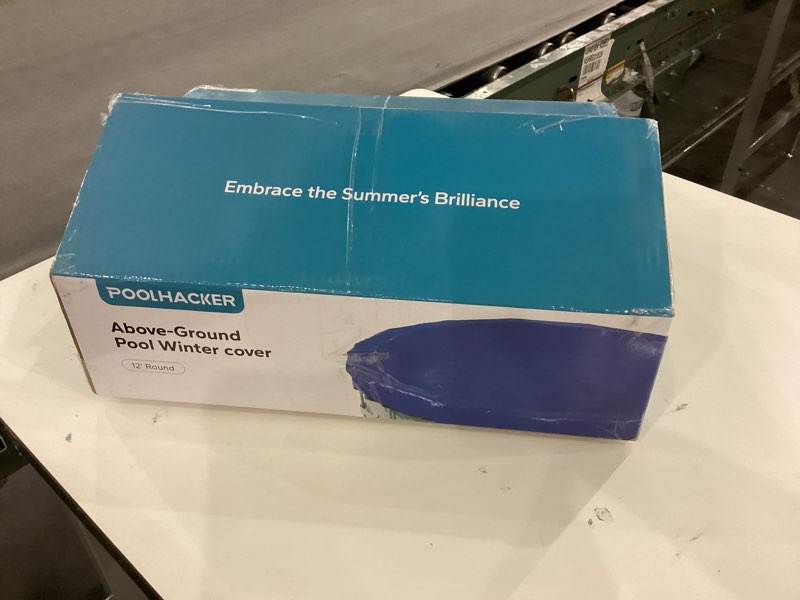 Embrace the Summer's Brilliance
POOLHACKER
Above-Ground
Pool Winter cover
12' Round